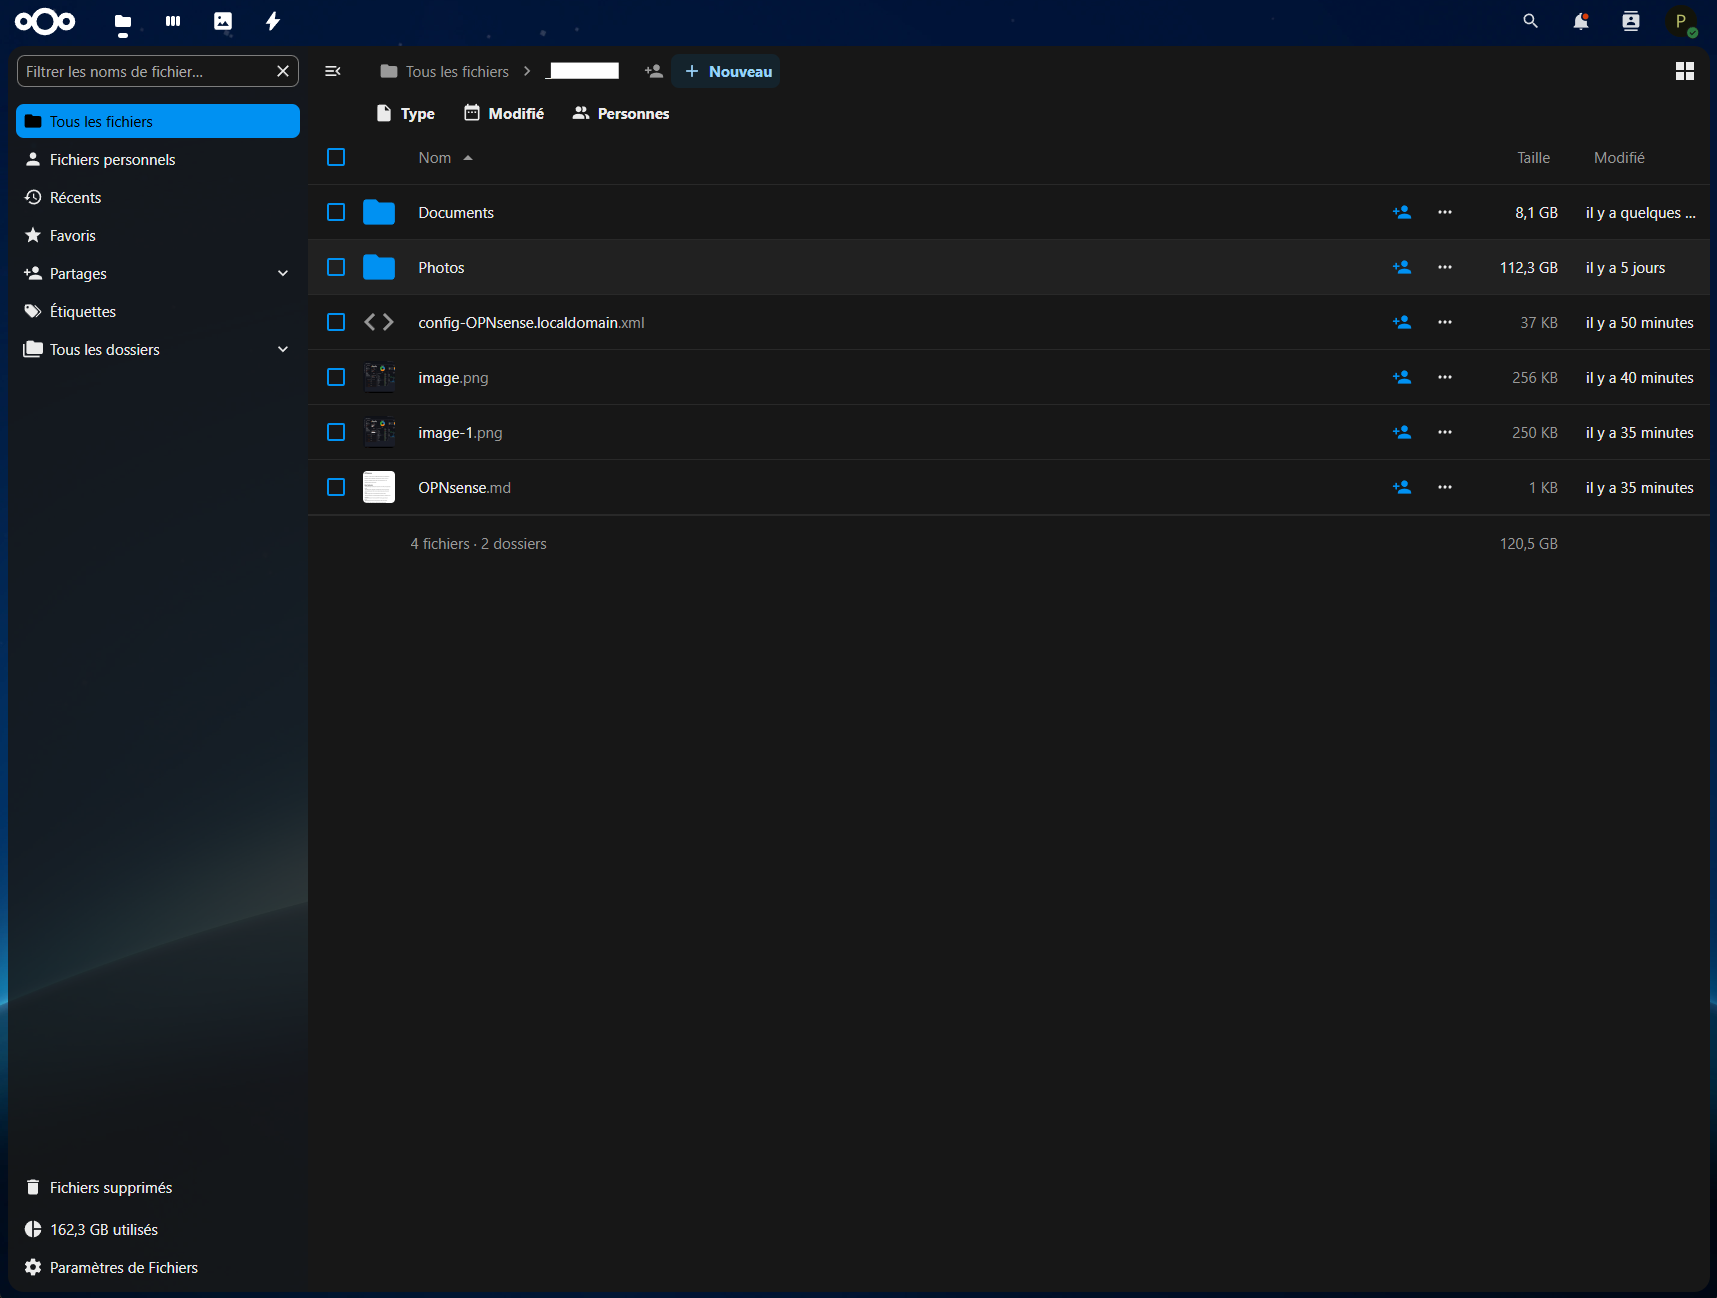 P
Filtrer les noms de fichier...
Tous les fichiers
Nouveau
Tous les fichiers
Fichiers personnels
Récents
Favoris
Partages
Étiquettes
Tous les dossiers
Type
Modifié
Personnes
Nom
Taille
Modifié
Documents
8,1 GB
il y a quelques ...
Photos
112,3 GB
il y a 5 jours
config-OPNsense.localdomain.xml
37 KB
il y a 50 minutes
image.png
256 KB
il y a 40 minutes
image-1.png
250 KB
il y a 35 minutes
OPNsense.md
1 KB
il y a 35 minutes
4 fichiers · 2 dossiers
120,5 GB
Fichiers supprimés
162,3 GB utilisés
Paramètres de Fichiers